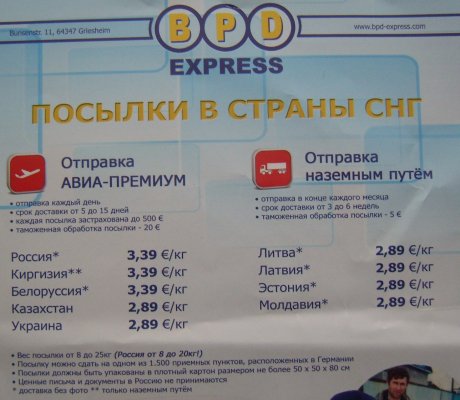 Bunsenstr. 11, 64347 Griesheim
BPD
www.bpd-express.com
EXPRESS
ПОСЫЛКИ В СТРАНЫ СНГ
Отправка
АВИА-ПРЕМИУМ
• отправка каждый день
• срок доставки от 5 до 15 дней
• каждая посылка застрахована до 500 €
• таможенная обработка посылки - 20 €
Отправка
наземным путём
• отправка в конце каждого месяца
• срок доставки от 3 до 6 недель
• таможенная обработка посылки - 5 €
Россия* 3,39 €/кг
Киргизия** 3,39 €/кг
Белоруссия* 3,39 €/кг
Казахстан 2,89 €/кг
Украина 2,89 €/кг
Литва* 2,89 €/кг
Латвия* 2,89 €/кг
Эстония* 2,89 €/кг
Молдавия* 2,89 €/кг
• Вес посылки от 8 до 25кг (Россия от 8 до 20кг!)
• Посылку можно сдать на одном из 1.500 приемных пунктов, расположенных в Германии
• Посылки должны быть упакованы в плотный картон размером не более 50 x 50 x 80 см
• Ценные письма и документы в Россию не принимаются
* доставка без фото ** только наземным путём